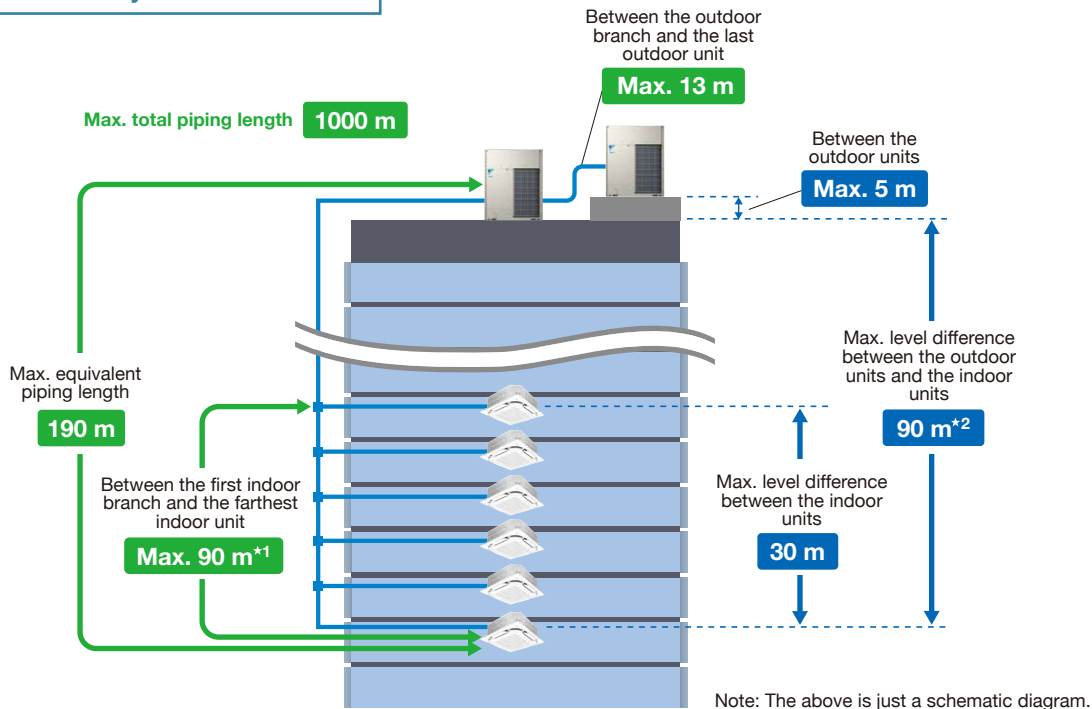 Between the outdoor
branch and the last
outdoor unit
Max. 13 m
Max. total piping length 1000 m
Between the
outdoor units
Max. 5 m
Max. equivalent
piping length
190 m
Between the first indoor
branch and the farthest
indoor unit
Max. 90 m★1
Max. level difference
between the indoor
units
30 m
Max. level difference
between the outdoor
units and the indoor
units
90 m★2
Note: The above is just a schematic diagram.